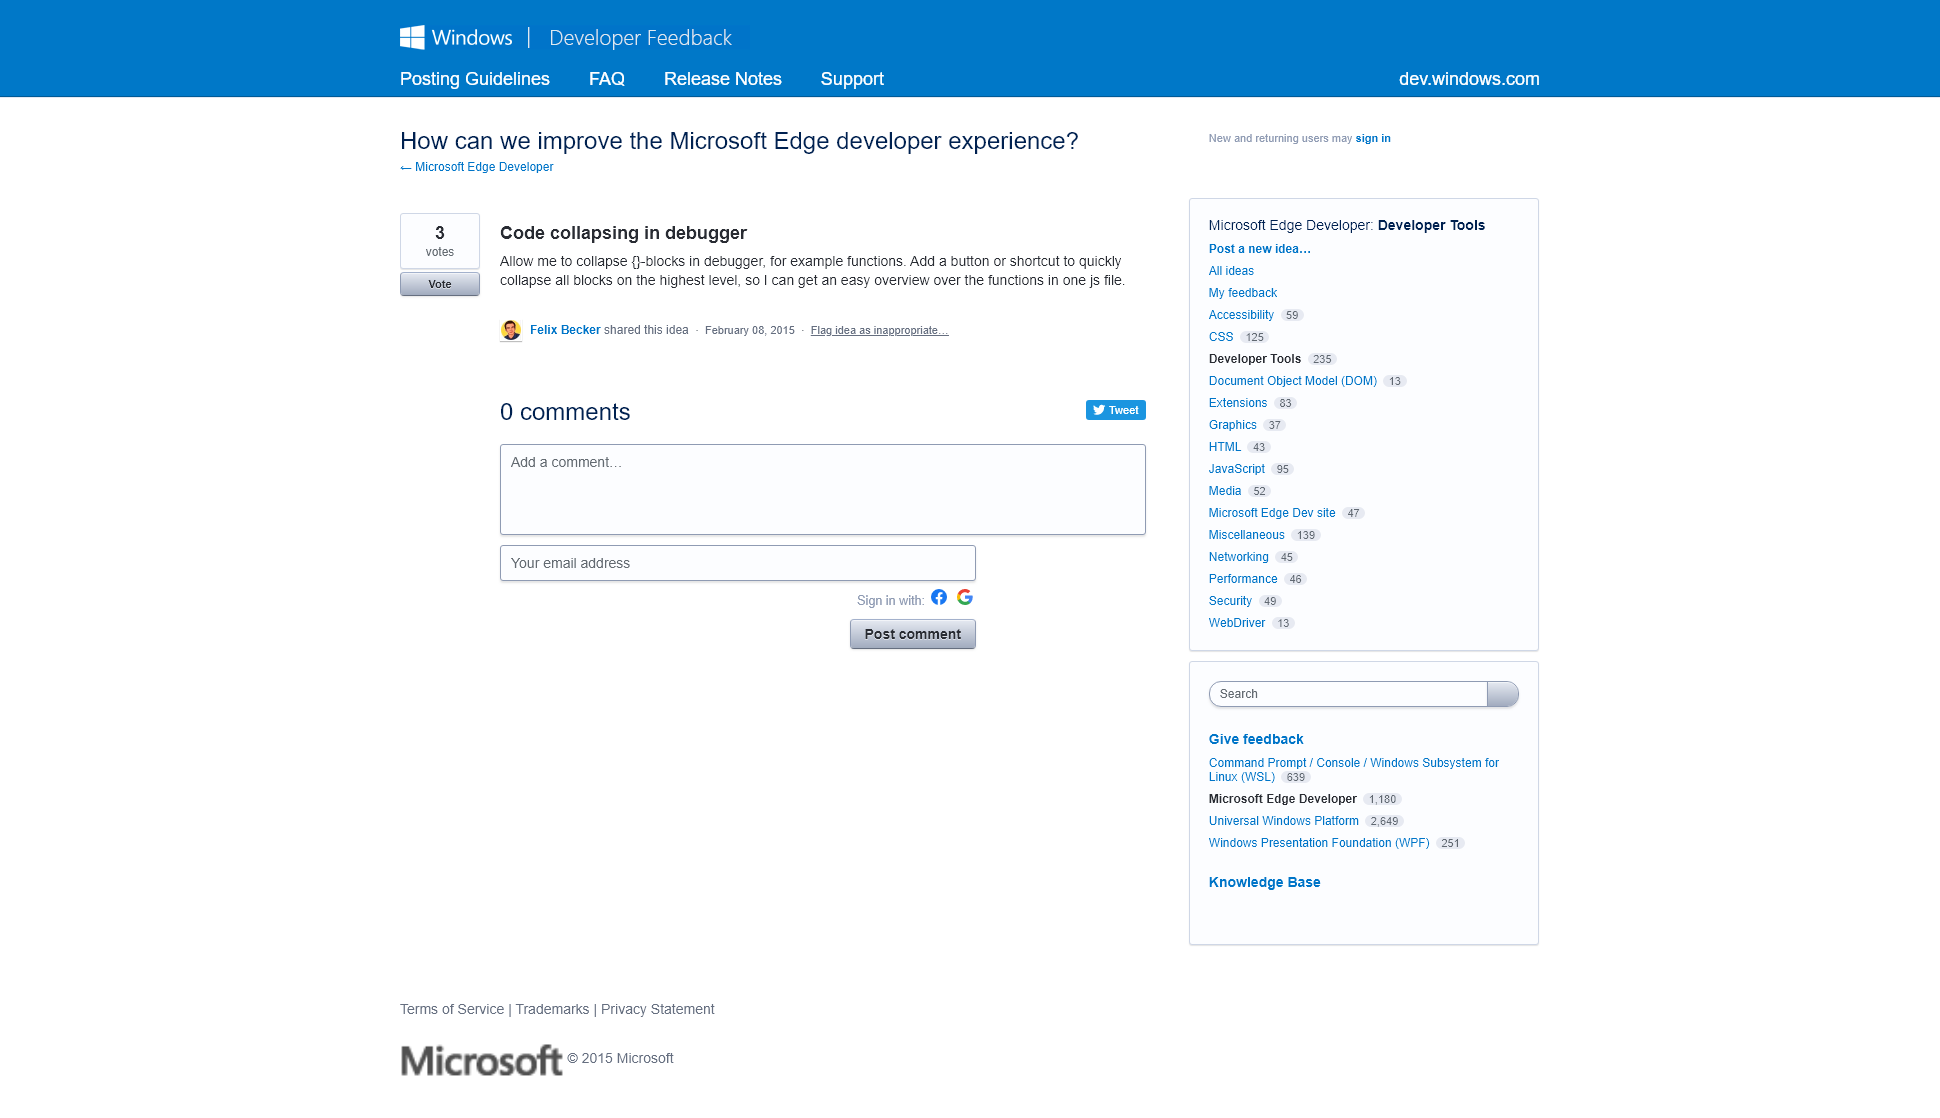 Windows | Developer Feedback
Posting Guidelines FAQ Release Notes Support dev.windows.com
How can we improve the Microsoft Edge developer experience?
← Microsoft Edge Developer
New and returning users may sign in
3
votes
Vote
Code collapsing in debugger
Allow me to collapse {}-blocks in debugger, for example functions. Add a button or shortcut to quickly
collapse all blocks on the highest level, so I can get an easy overview over the functions in one js file.
Felix Becker shared this idea · February 08, 2015 · Flag idea as inappropriate…
0 comments
Tweet
Add a comment…
Your email address
Sign in with:
Post comment
Microsoft Edge Developer: Developer Tools
Post a new idea…
All ideas
My feedback
Accessibility 59
CSS 125
Developer Tools 235
Document Object Model (DOM) 13
Extensions 83
Graphics 37
HTML 43
JavaScript 95
Media 52
Microsoft Edge Dev site 47
Miscellaneous 139
Networking 45
Performance 46
Security 49
WebDriver 13
Search
Give feedback
Command Prompt / Console / Windows Subsystem for
Linux (WSL) 639
Microsoft Edge Developer 1,180
Universal Windows Platform 2,649
Windows Presentation Foundation (WPF) 251
Knowledge Base
Terms of Service | Trademarks | Privacy Statement
Microsoft © 2015 Microsoft